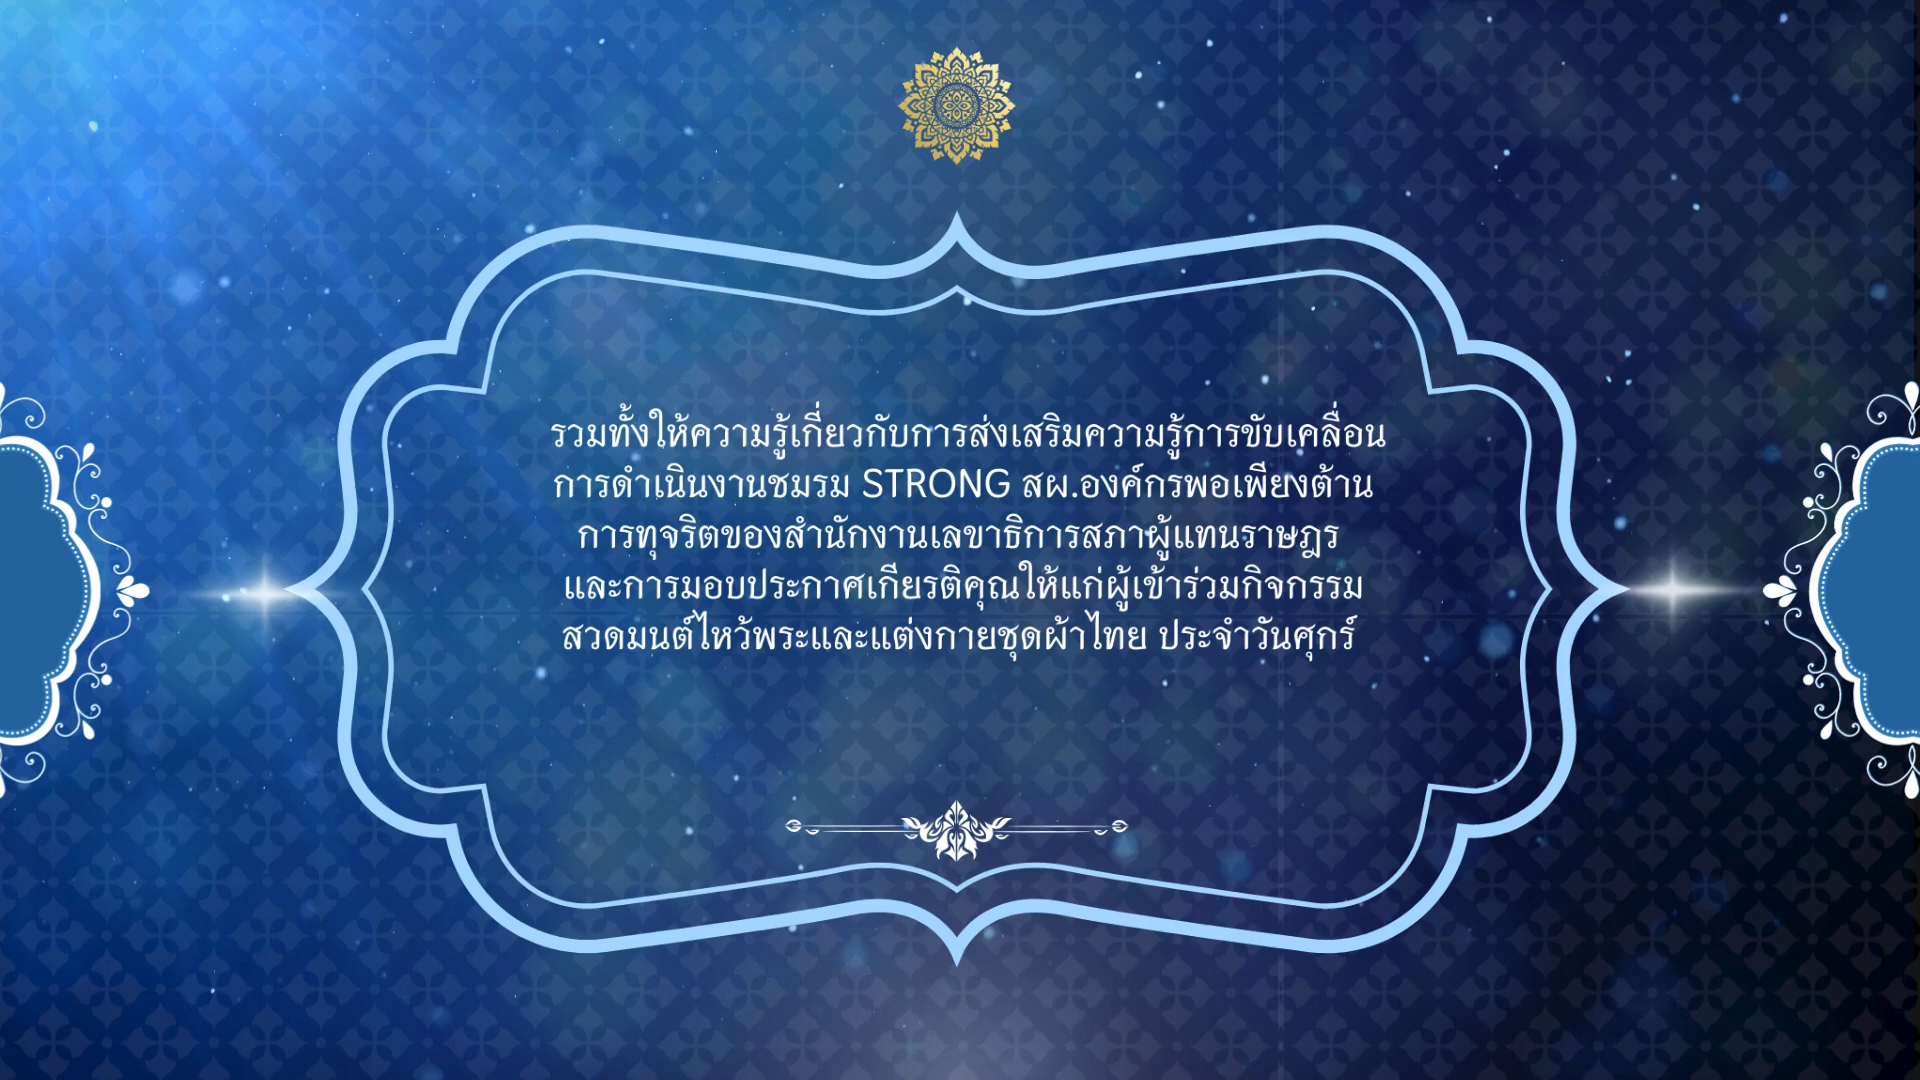 รวมทั้งให้ความรู้เกี่ยวกับการส่งเสริมความรู้การขับเคลื่อน
การดำเนินงานชมรม STRONG สผ.องค์กรพอเพียงต้าน
การทุจริตของสำนักงานเลขาธิการสภาผู้แทนราษฎร
และการมอบประกาศเกียรติคุณให้แก่ผู้เข้าร่วมกิจกรรม
สวดมนต์ไหว้พระและแต่งกายชุดผ้าไทย ประจำวันศุกร์